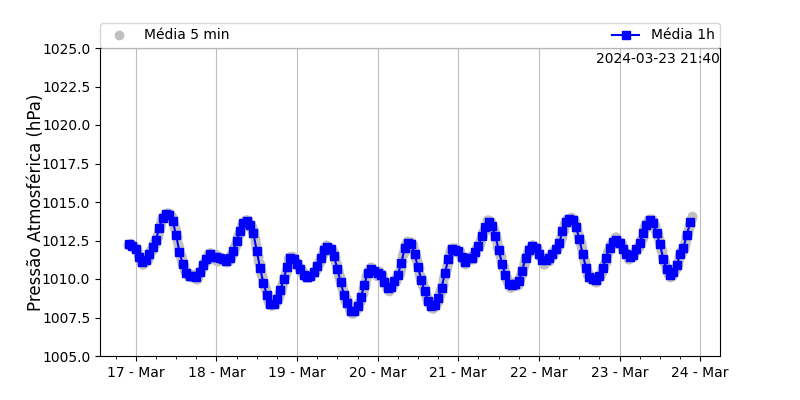 Média 5 min
Média 1h
2024-03-23 21:40
Pressão Atmosférica (hPa)
1025.0
1022.5
1020.0
1017.5
1015.0
1012.5
1010.0
1007.5
1005.0
17 - Mar 18 - Mar 19 - Mar 20 - Mar 21 - Mar 22 - Mar 23 - Mar 24 - Mar